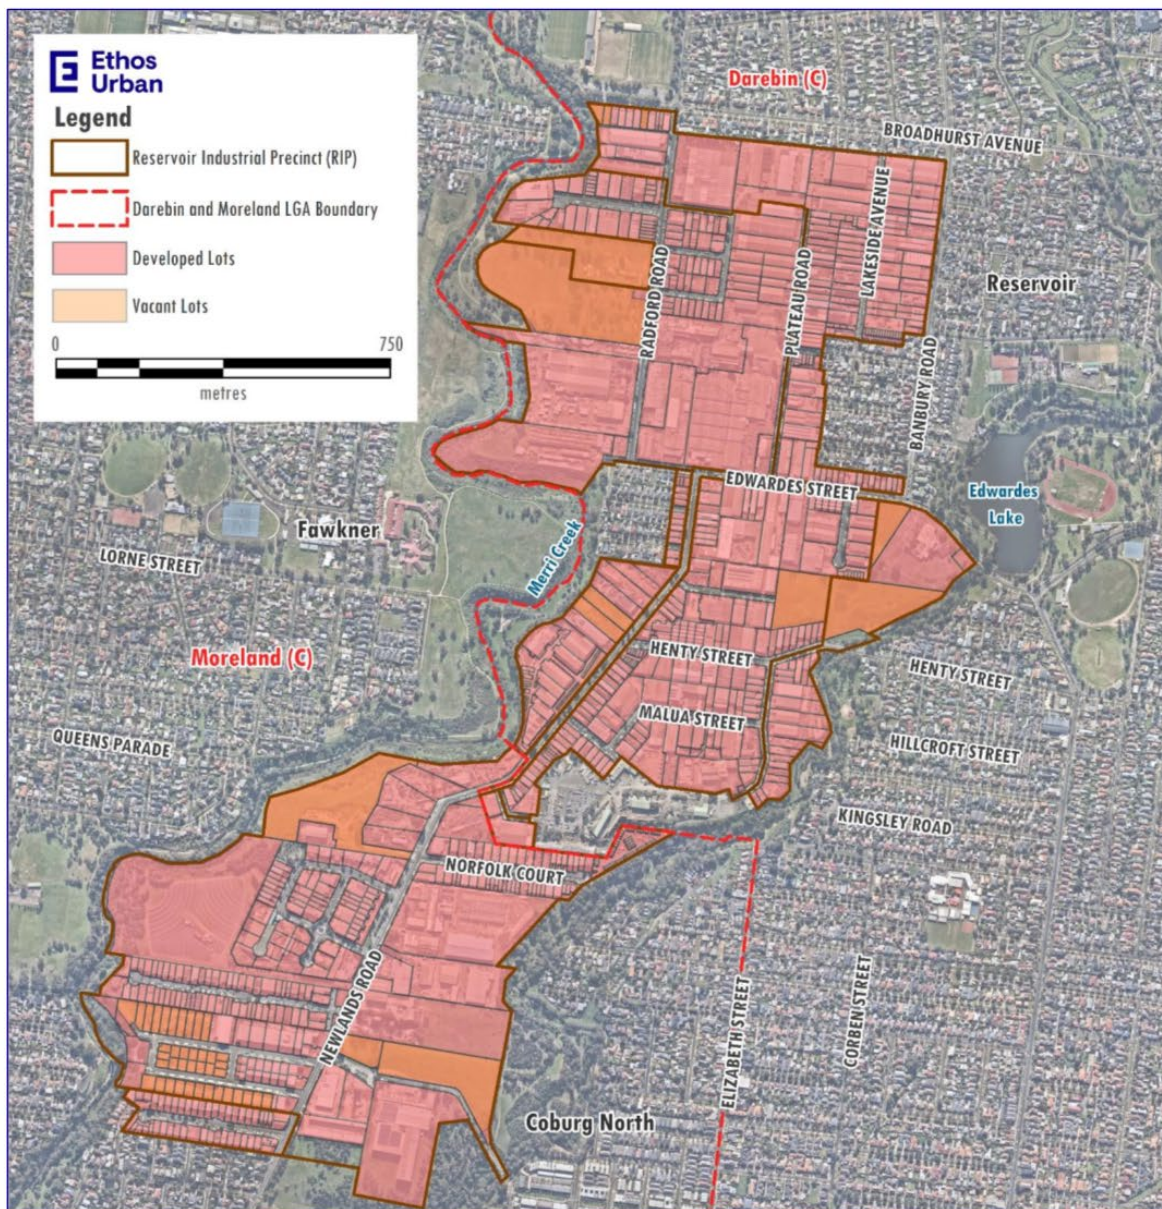 Ethos
Urban
Legend
Reservoir Industrial Precinct (RIP)
Darebin and Moreland LGA Boundary
Developed Lots
Vacant Lots
0 750
metres
Darebin (C)
BROADHURST AVENUE
LAKESIDE AVENUE
Reservoir
RADFORD ROAD
PLATEAU ROAD
BANBURY ROAD
EDWARDES STREET
Edwardes
Lake
Fawkner
LORNE STREET
Merri Creek
Moreland (C)
HENTY STREET
HENTY STREET
MALUA STREET
QUEENS PARADE
HILLCROFT STREET
KINGSLEY ROAD
NORFOLK COURT
NEWLANDS ROAD
ELIZABETH STREET
CORBEN STREET
Coburg North